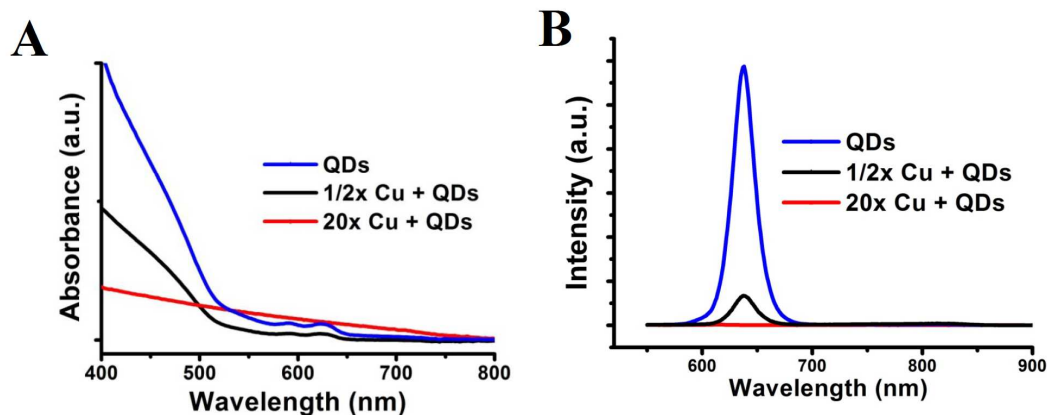 A
Absorbance (a.u.)
QDs
1/2x Cu + QDs
20x Cu + QDs
400 500 600 700 800
Wavelength (nm)
B
Intensity (a.u.)
QDs
1/2x Cu + QDs
20x Cu + QDs
600 700 800 900
Wavelength (nm)